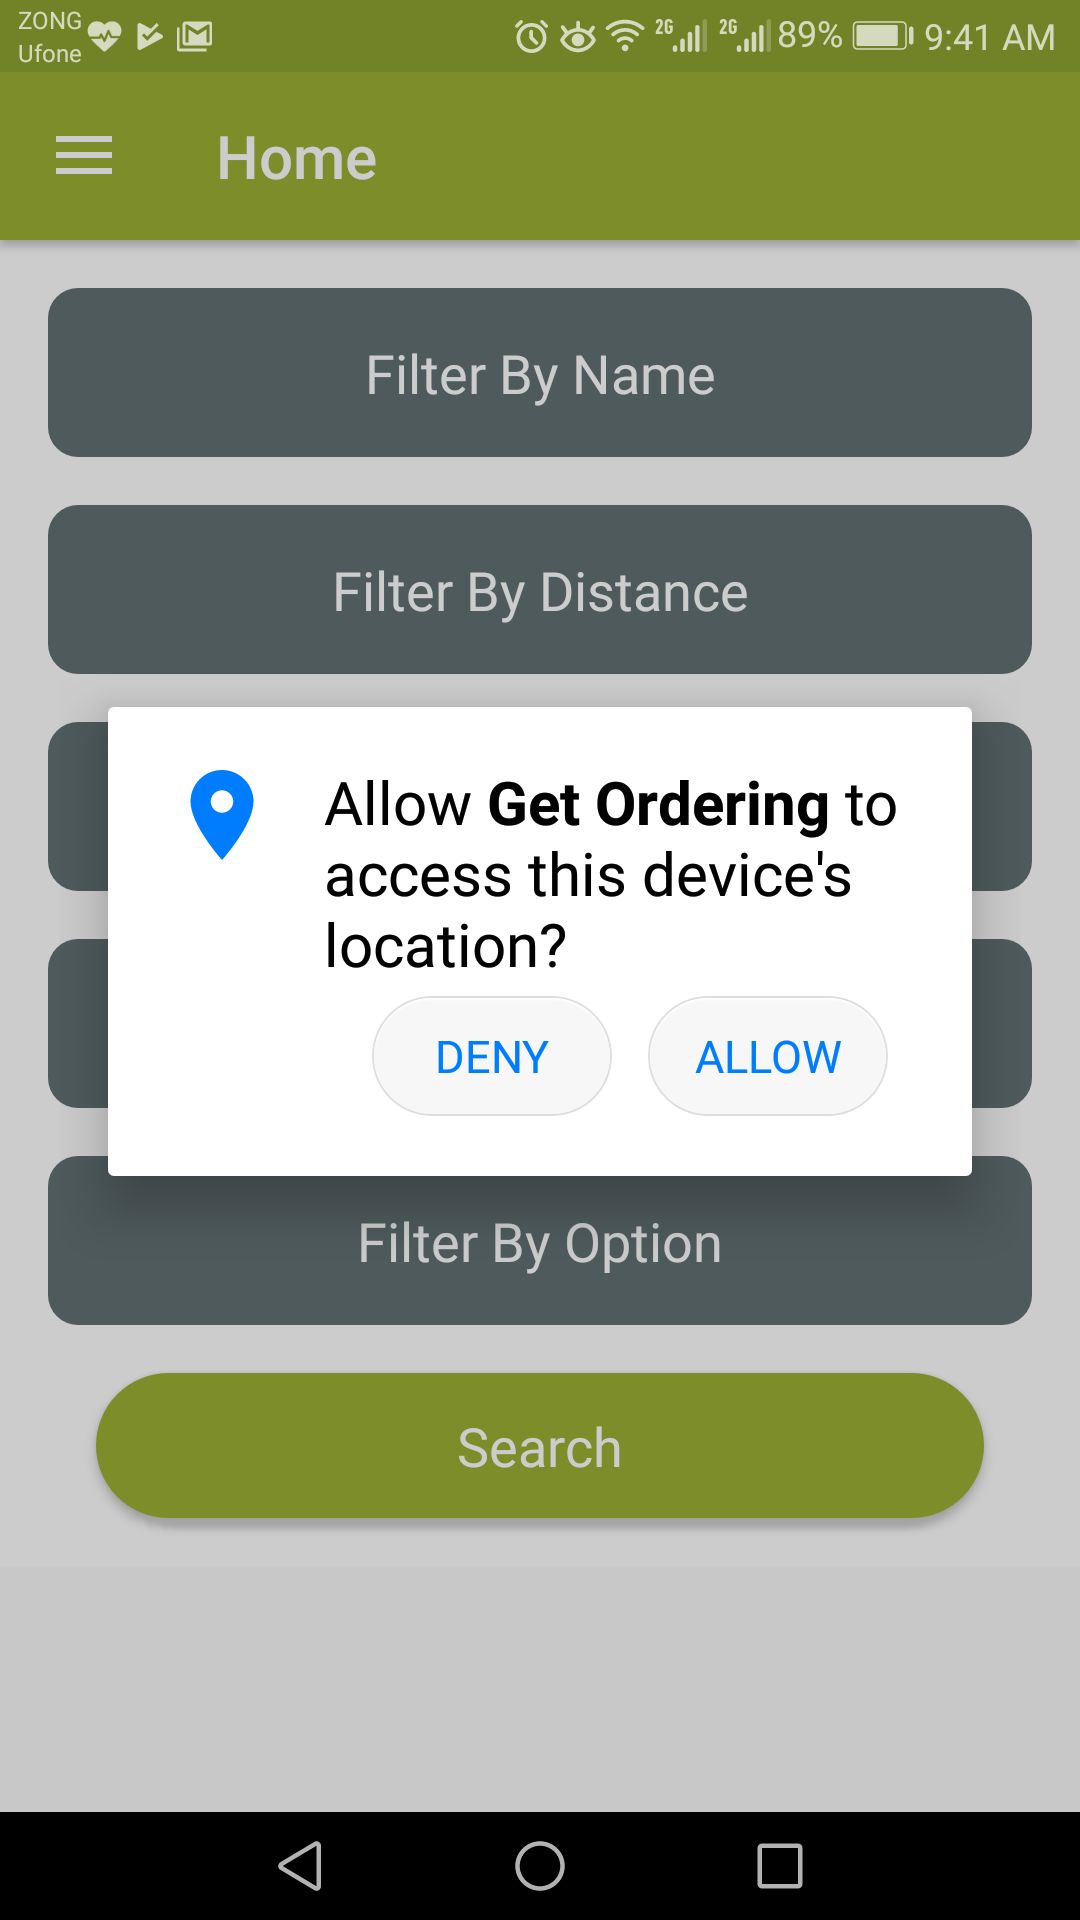 ZONG
Ufone
2G 2G 89% 9:41 AM
Home
Filter By Name
Filter By Distance
Allow Get Ordering to
access this device's
location?
DENY ALLOW
Filter By Option
Search